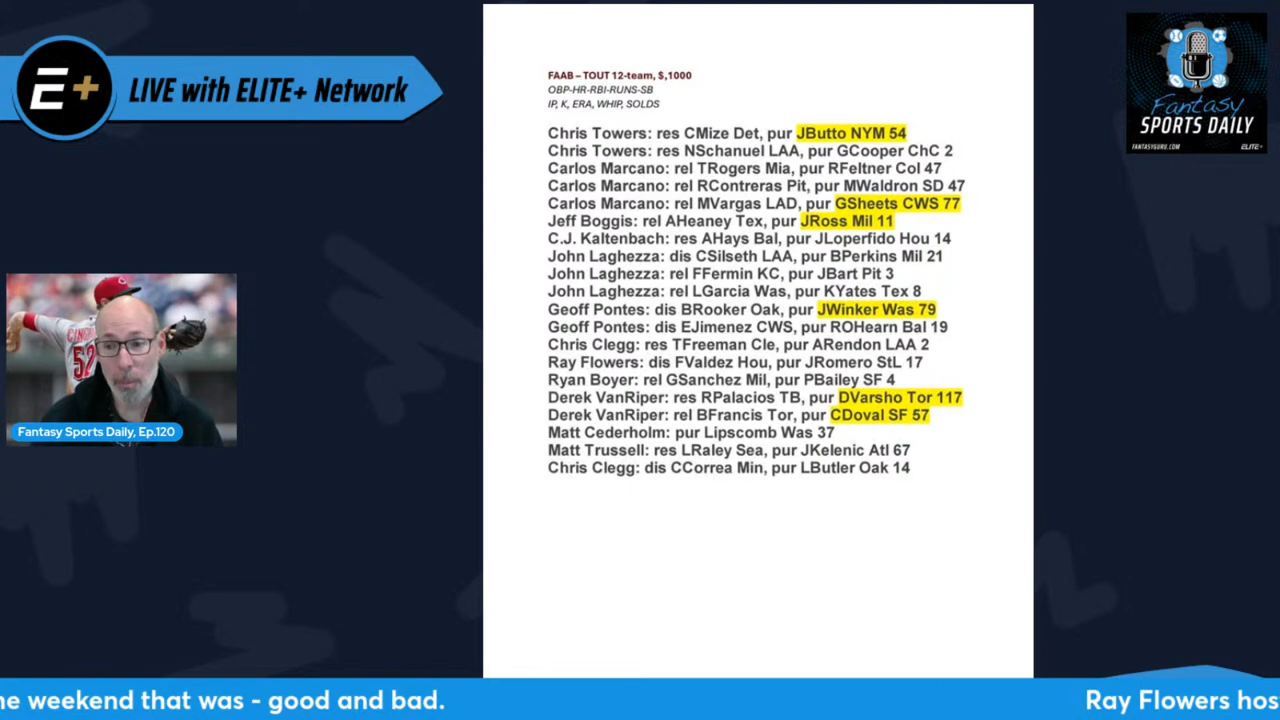 E+
LIVE with ELITE+ Network
Fantasy
SPORTS DAILY
FANTASYGURU.COM
ELITE+
FAAB – TOUT 12-team, $,1000
OBP-HR-RBI-RUNS-SB
IP, K, ERA, WHIP, SOLDS
Chris Towers: res CMize Det, pur JButto NYM 54
Chris Towers: res NSchanuel LAA, pur GCooper ChC 2
Carlos Marcano: rel TRogers Mia, pur RFeltner Col 47
Carlos Marcano: rel RContreras Pit, pur MWaldron SD 47
Carlos Marcano: rel MVargas LAD, pur GSheets CWS 77
Jeff Boggis: rel AHeaney Tex, pur JRoss Mil 11
C.J. Kaltenbach: res AHays Bal, pur JLoperfido Hou 14
John Laghezza: dis CSilseth LAA, pur BPerkins Mil 21
John Laghezza: rel FFermin KC, pur JBart Pit 3
John Laghezza: rel LGarcia Was, pur KYates Tex 8
Geoff Pontes: dis BRooker Oak, pur JWinker Was 79
Geoff Pontes: dis EJimenez CWS, pur ROHearn Bal 19
Chris Clegg: res TFreeman Cle, pur ARendon LAA 2
Ray Flowers: dis FValdez Hou, pur JRomero StL 17
Ryan Boyer: rel GSanchez Mil, pur PBailey SF 4
Derek VanRiper: res RPalacios TB, pur DVarsho Tor 117
Derek VanRiper: rel BFrancis Tor, pur CDoval SF 57
Matt Cederholm: pur Lipscomb Was 37
Matt Trussell: res LRaley Sea, pur JKelenic Atl 67
Chris Clegg: dis CCorrea Min, pur LButler Oak 14
CINCIN
52
Fantasy Sports Daily, Ep.120
he weekend that was - good and bad.
Ray Flowers hos